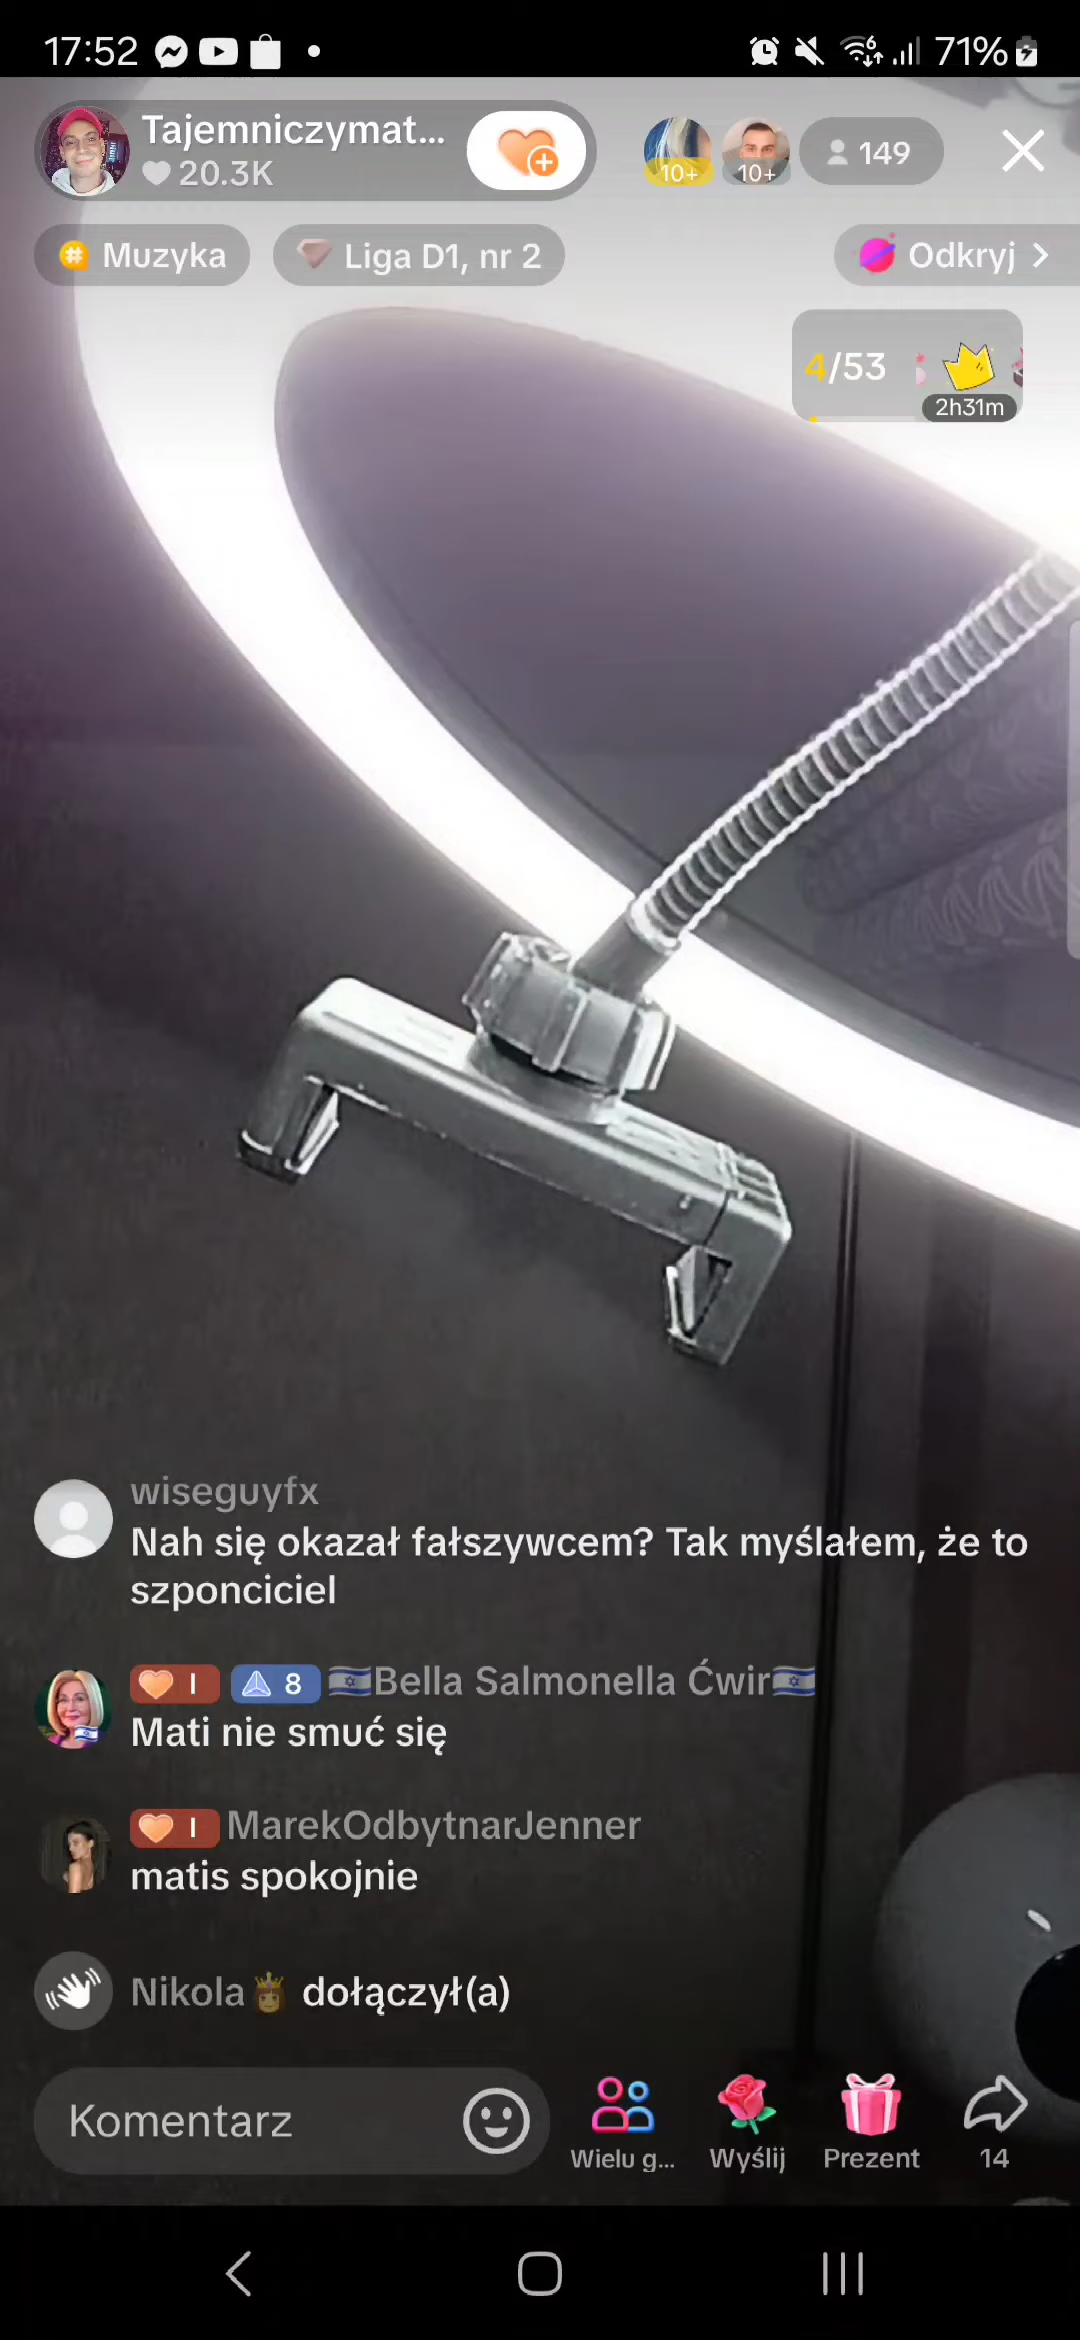 17:52
71%
Tajemniczymat...
20.3K
10+
10+
149
Muzyka
Liga D1, nr 2
Odkryj
4/53
2h31m
wiseguyfx
Nah się okazał fałszywcem? Tak myślałem, że to
szponciciel
I 8 Bella Salmonella Ćwir
Mati nie smuć się
I MarekOdbytnarJenner
matis spokojnie
Nikola dołączył(a)
Komentarz
Wielu g...
Wyślij
Prezent
14